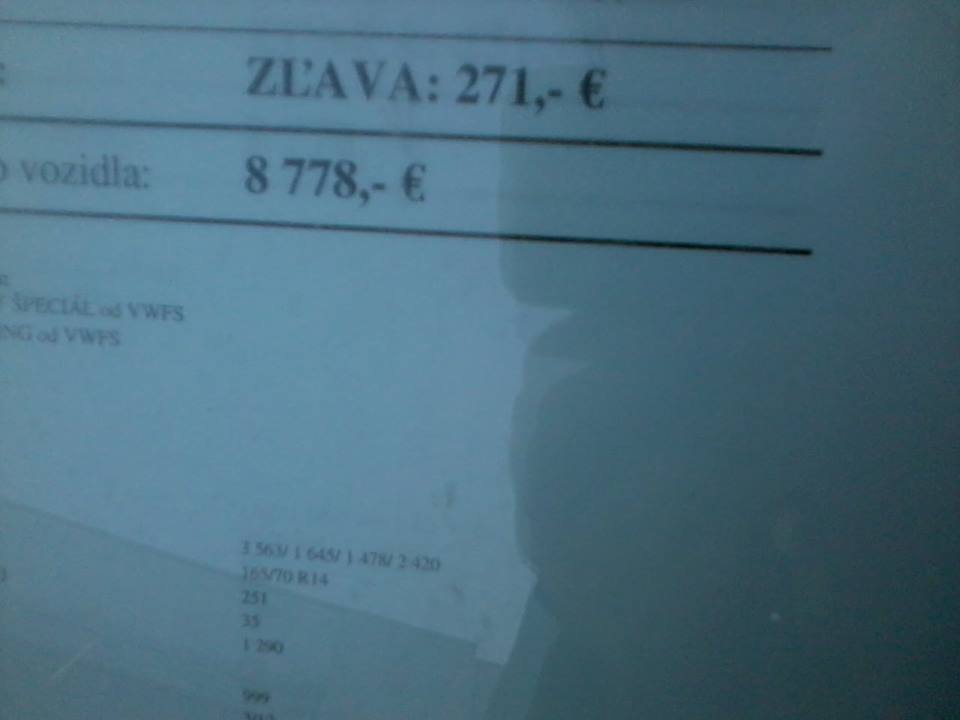 ZĽAVA: 271,- €
vozidla: 8 778,- €
ŠPECIÁL od VWFS
od VWFS
3 563/ 1 645/ 1 478/ 2 420
165/70 R14
251
35
1 290
999